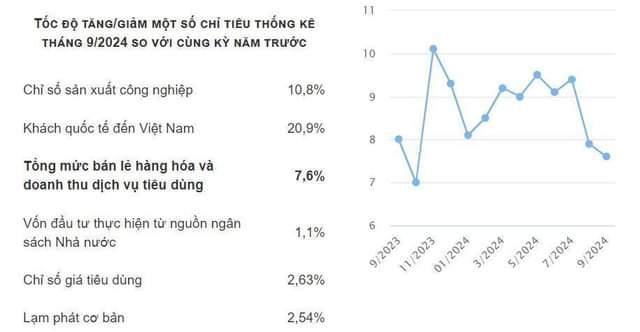 TỐC ĐỘ TĂNG/GIẢM MỘT SỐ CHỈ TIÊU THỐNG KÊ
THÁNG 9/2024 SO VỚI CÙNG KỲ NĂM TRƯỚC
Chỉ số sản xuất công nghiệp 10,8%
Khách quốc tế đến Việt Nam 20,9%
Tổng mức bán lẻ hàng hóa và
doanh thu dịch vụ tiêu dùng 7,6%
Vốn đầu tư thực hiện từ nguồn ngân
sách Nhà nước 1,1%
Chỉ số giá tiêu dùng 2,63%
Lạm phát cơ bản 2,54%
11
10
9
8
7
6
9/2023
11/2023
01/2024
3/2024
5/2024
7/2024
9/2024